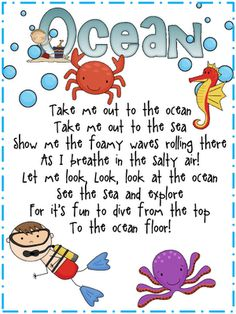 Ocean
Take me out to the ocean
Take me out to the sea
Show me the foamy waves rolling there
As I breathe in the salty air!
Let me look, Look, look at the ocean
See the sea and explore
For it's fun to dive from the top
To the ocean floor!